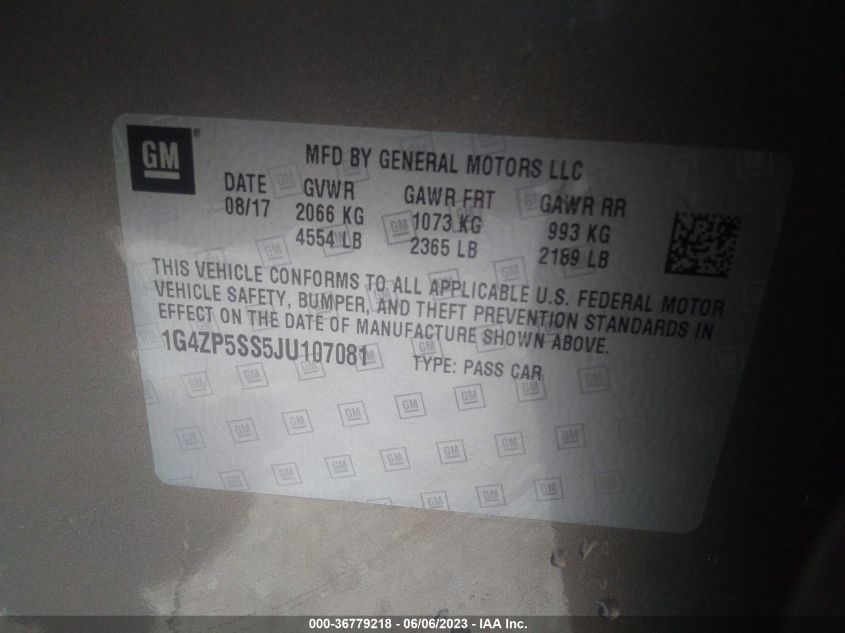 GM®
MFD BY GENERAL MOTORS LLC
DATE GVWR GAWR FRT GAWR RR
08/17 2066 KG 1073 KG 993 KG
4554 LB 2365 LB 2189 LB
THIS VEHICLE CONFORMS TO ALL APPLICABLE U.S. FEDERAL MOTOR
VEHICLE SAFETY, BUMPER, AND THEFT PREVENTION STANDARDS IN
EFFECT ON THE DATE OF MANUFACTURE SHOWN ABOVE.
1G4ZP5SS5JU107081 TYPE: PASS CAR
000-36779218 - 06/06/2023 - IAA Inc.